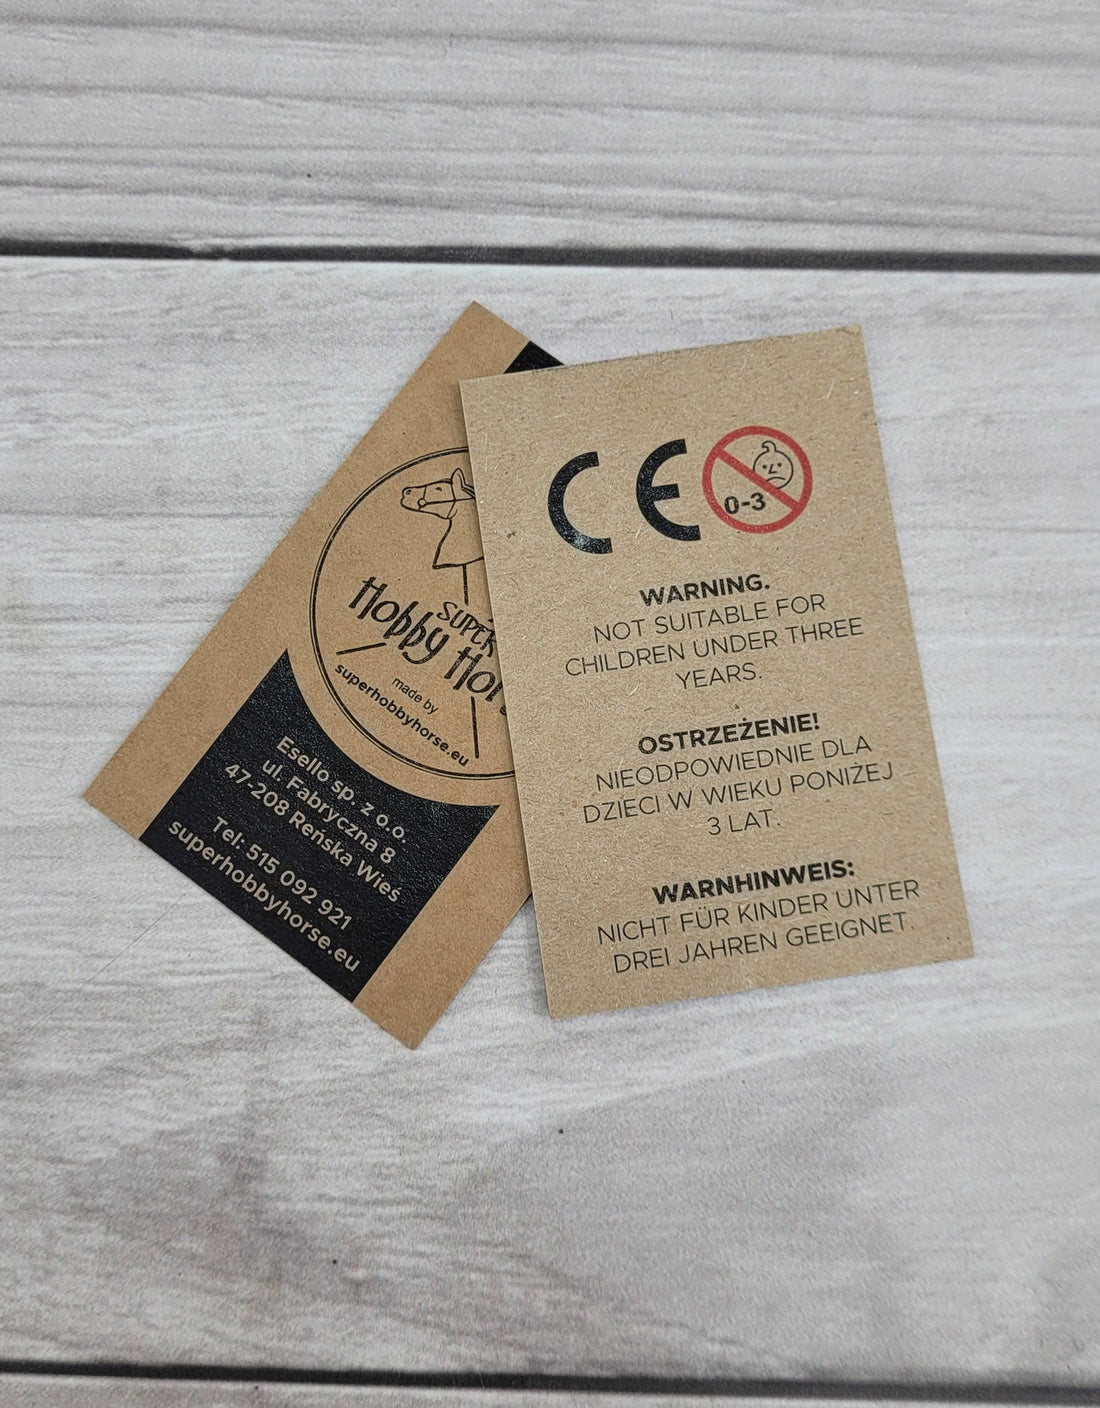 SUPER
Hobby
made by
superhobbyhorse.eu
Esello sp. z o.o.
ul. Fabryczna 8
47-208 Reńska Wieś
Tel: 515 092 921
superhobbyhorse.eu
CE
0-3
WARNING.
NOT SUITABLE FOR
CHILDREN UNDER THREE
YEARS.
OSTRZEŻENIE!
NIEODPOWIEDNIE DLA
DZIECI W WIEKU PONIŻEJ
3 LAT.
WARNHINWEIS:
NICHT FÜR KINDER UNTER
DREI JAHREN GEEIGNET.